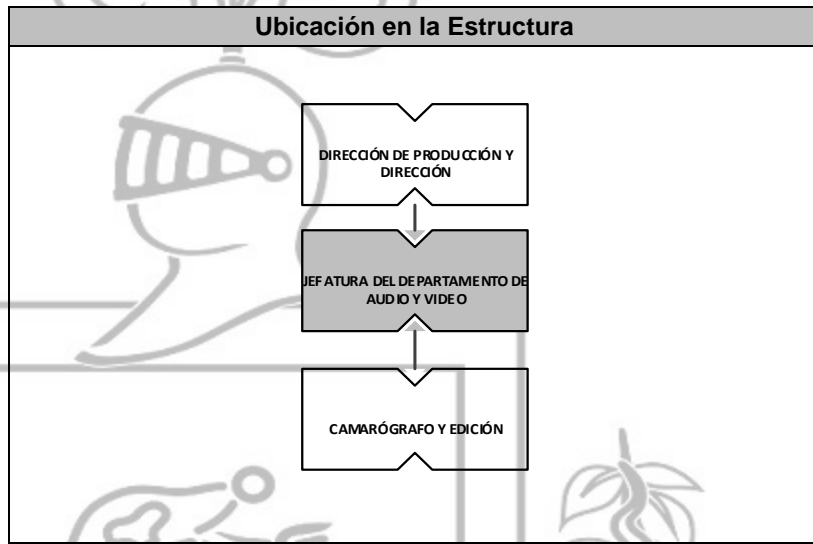 Ubicación en la Estructura
DIRECCIÓN DE PRODUCCIÓN Y
DIRECCIÓN
JEFATURA DEL DEPARTAMENTO DE
AUDIO Y VIDEO
CAMARÓGRAFO Y EDICIÓN